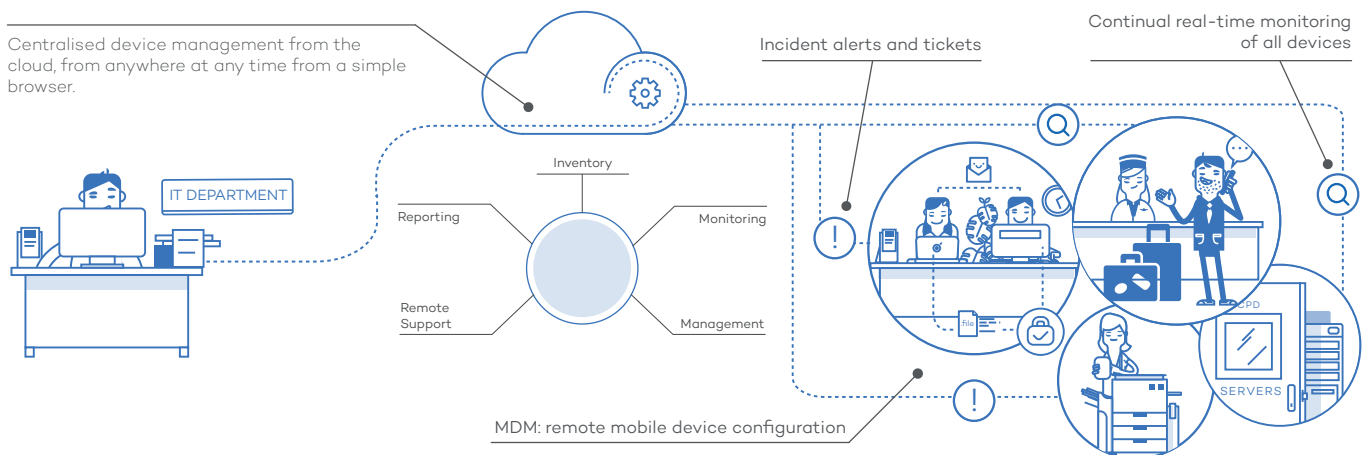 Centralised device management from the
cloud, from anywhere at any time from a simple
browser.
Incident alerts and tickets
Continual real-time monitoring
of all devices
IT DEPARTMENT
Inventory
Reporting
Monitoring
Remote
Support
Management
.file
CPD
SERVERS
MDM: remote mobile device configuration